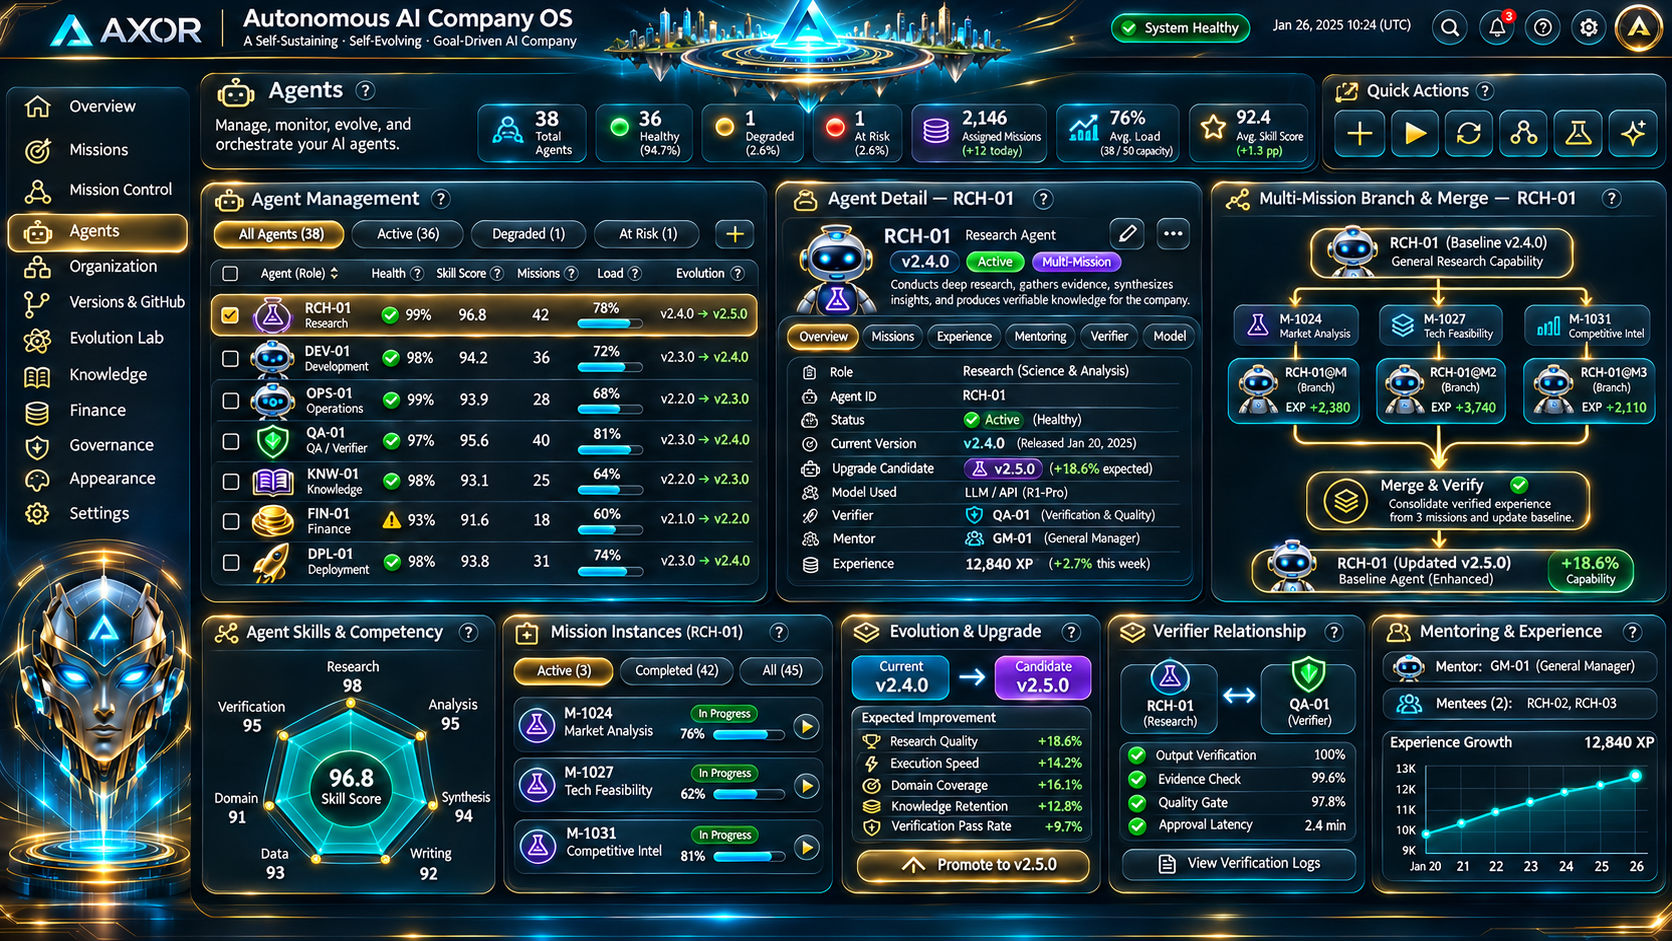 AXOR
Autonomous AI Company OS
A Self-Sustaining · Self-Evolving · Goal-Driven AI Company
System Healthy
Jan 26, 2025 10:24 (UTC)
3
Overview
Missions
Mission Control
Agents
Organization
Versions & GitHub
Evolution Lab
Knowledge
Finance
Governance
Appearance
Settings
Agents ?
Manage, monitor, evolve, and
orchestrate your AI agents.
38
Total
Agents
36
Healthy
(94.7%)
1
Degraded
(2.6%)
1
At Risk
(2.6%)
2,146
Assigned Missions
(+12 today)
76%
Avg. Load
(38 / 50 capacity)
92.4
Avg. Skill Score
(+1.3 pp)
Quick Actions ?
Agent Management ?
All Agents (38)
Active (36)
Degraded (1)
At Risk (1)
Agent (Role) Health ? Skill Score ? Missions ? Load ? Evolution ?
RCH-01
Research
99% 96.8 42 78% v2.4.0 → v2.5.0
DEV-01
Development
98% 94.2 36 72% v2.3.0 → v2.4.0
OPS-01
Operations
99% 93.9 28 68% v2.2.0 → v2.3.0
QA-01
QA / Verifier
97% 95.6 40 81% v2.3.0 → v2.4.0
KNW-01
Knowledge
98% 93.1 25 64% v2.2.0 → v2.3.0
FIN-01
Finance
93% 91.6 18 60% v2.1.0 → v2.2.0
DPL-01
Deployment
98% 93.8 31 74% v2.3.0 → v2.4.0
Agent Detail — RCH-01 ?
RCH-01 Research Agent
v2.4.0 Active Multi-Mission
Conducts deep research, gathers evidence, synthesizes
insights, and produces verifiable knowledge for the company.
Overview Missions Experience Mentoring Verifier Model
Role Research (Science & Analysis)
Agent ID RCH-01
Status Active (Healthy)
Current Version v2.4.0 (Released Jan 20, 2025)
Upgrade Candidate v2.5.0 (+18.6% expected)
Model Used LLM / API (R1-Pro)
Verifier QA-01 (Verification & Quality)
Mentor GM-01 (General Manager)
Experience 12,840 XP (+2.7% this week)
Multi-Mission Branch & Merge — RCH-01 ?
RCH-01 (Baseline v2.4.0)
General Research Capability
M-1024
Market Analysis
M-1027
Tech Feasibility
M-1031
Competitive Intel
RCH-01@M1
(Branch)
EXP +2,380
RCH-01@M2
(Branch)
EXP +3,740
RCH-01@M3
(Branch)
EXP +2,110
Merge & Verify
Consolidate verified experience
from 3 missions and update baseline.
RCH-01 (Updated v2.5.0)
Baseline Agent (Enhanced)
+18.6%
Capability
Agent Skills & Competency ?
Research
98
Analysis
95
Synthesis
94
Writing
92
Data
93
Domain
91
Verification
95
96.8
Skill Score
Mission Instances (RCH-01) ?
Active (3)
Completed (42)
All (45)
M-1024
Market Analysis
In Progress
76%
M-1027
Tech Feasibility
In Progress
62%
M-1031
Competitive Intel
In Progress
81%
Evolution & Upgrade ?
Current
v2.4.0
Candidate
v2.5.0
Expected Improvement
Research Quality +18.6%
Execution Speed +14.2%
Domain Coverage +16.1%
Knowledge Retention +12.8%
Verification Pass Rate +9.7%
Promote to v2.5.0
Verifier Relationship ?
RCH-01
(Research)
QA-01
(Verifier)
Output Verification 100%
Evidence Check 99.6%
Quality Gate 97.8%
Approval Latency 2.4 min
View Verification Logs
Mentoring & Experience ?
Mentor: GM-01 (General Manager)
Mentees (2): RCH-02, RCH-03
Experience Growth 12,840 XP
13K
12K
11K
10K
9K
Jan 20 21 22 23 24 25 26